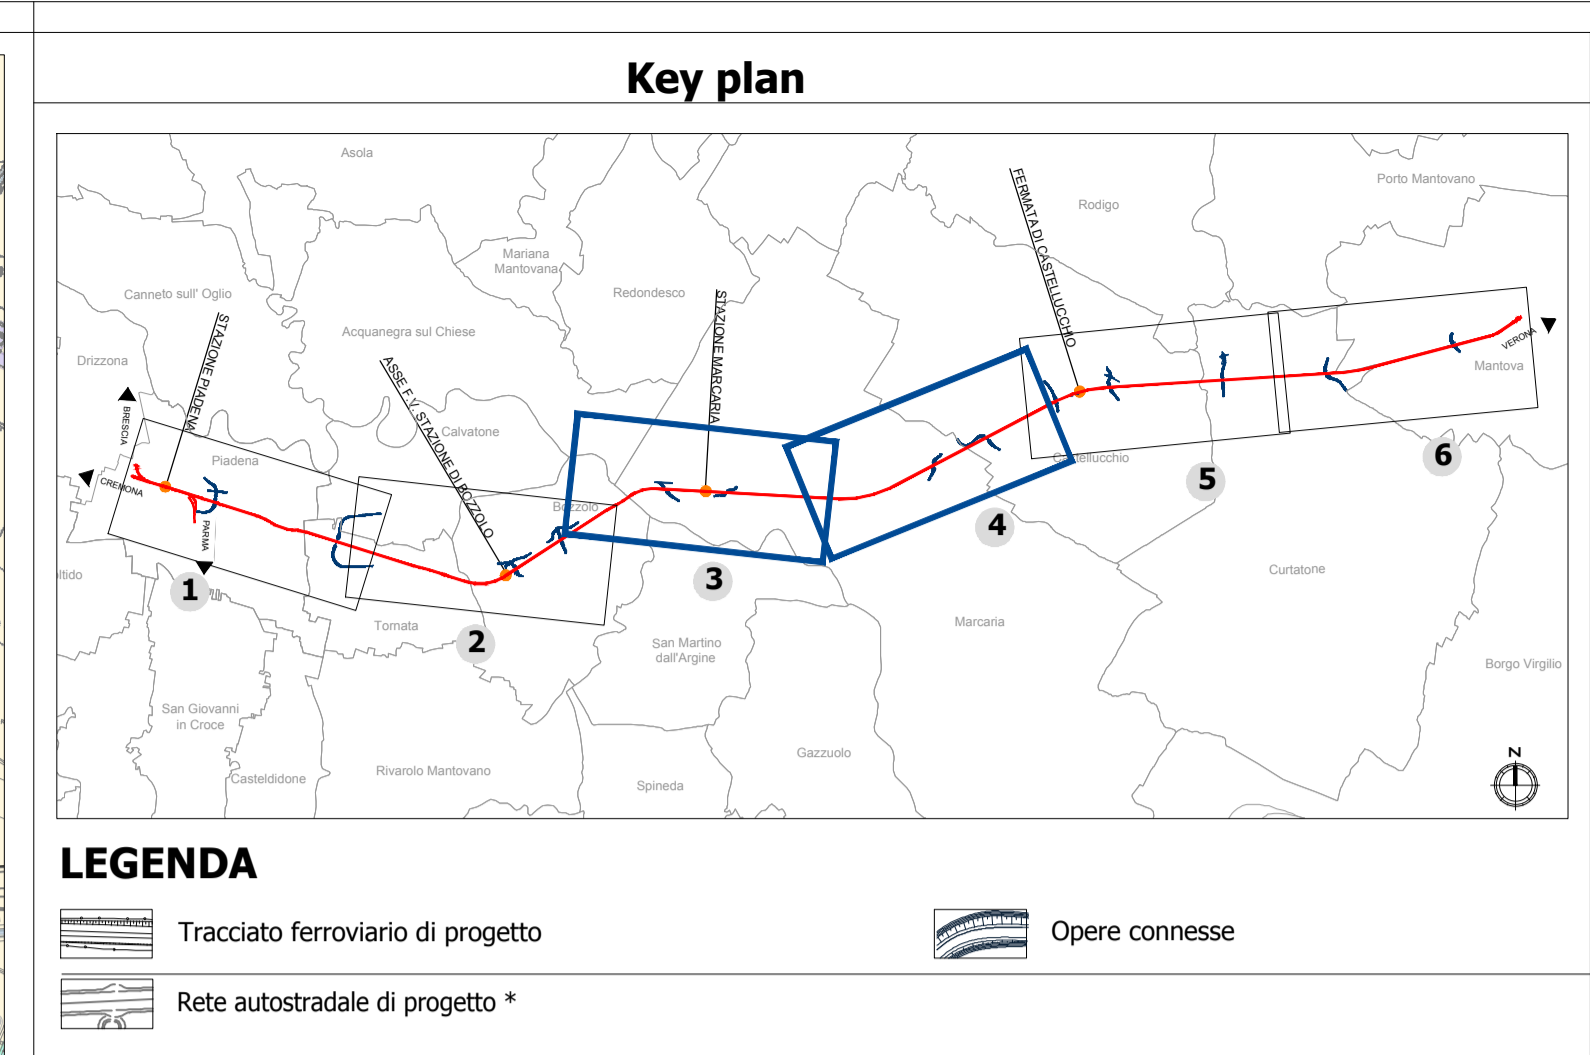 Key plan
Asola
Porto Mantovano
Rodigo
FERMATA DI CASTELLUCCHIO
Mariana
Mantovana
Canneto sull' Oglio
Redondesco
STAZIONE MARCARIA
STAZIONE PIADENA
Acquanegra sul Chiese
VERONA
Drizzona
ASSE F.V. STAZIONE DI BOZZOLO
Mantova
BRESCIA
Calvatone
Piadena
Castellucchio
6
CREMONA
5
Bozzolo
4
PARMA
Curtatone
1
3
Tornata
Marcaria
2
San Martino
dall'Argine
Borgo Virgilio
San Giovanni
in Croce
Gazzuolo
Casteldidone
Rivarolo Mantovano
Spineda
N
LEGENDA
Tracciato ferroviario di progetto
Opere connesse
Rete autostradale di progetto *